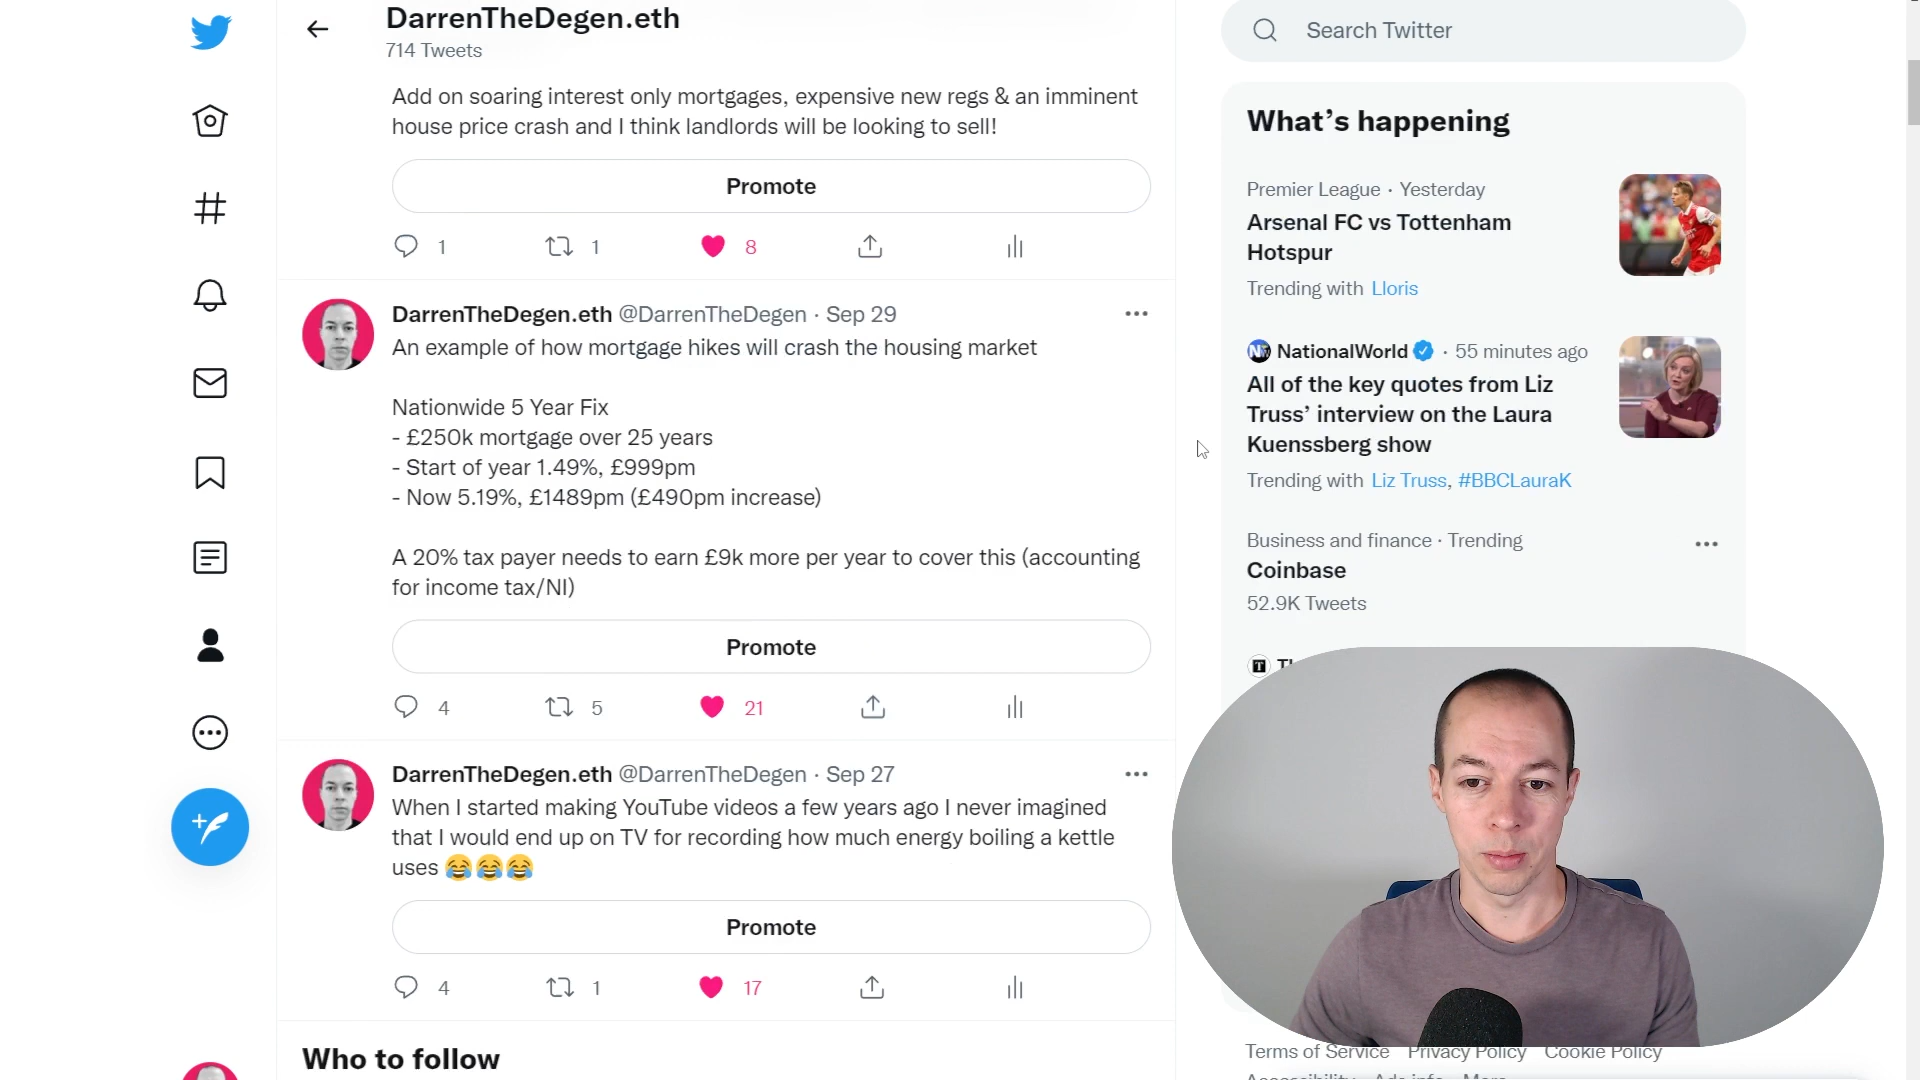 DarrenTheDegen.eth
714 Tweets
Add on soaring interest only mortgages, expensive new regs & an imminent
house price crash and I think landlords will be looking to sell!
Promote
1 1 8
DarrenTheDegen.eth @DarrenTheDegen · Sep 29
An example of how mortgage hikes will crash the housing market
Nationwide 5 Year Fix
- £250k mortgage over 25 years
- Start of year 1.49%, £999pm
- Now 5.19%, £1489pm (£490pm increase)
A 20% tax payer needs to earn £9k more per year to cover this (accounting
for income tax/NI)
Promote
4 5 21
DarrenTheDegen.eth @DarrenTheDegen · Sep 27
When I started making YouTube videos a few years ago I never imagined
that I would end up on TV for recording how much energy boiling a kettle
uses 😂😂😂
Promote
4 1 17
Who to follow
Search Twitter
What's happening
Premier League · Yesterday
Arsenal FC vs Tottenham
Hotspur
Trending with Lloris
NationalWorld · 55 minutes ago
All of the key quotes from Liz
Truss' interview on the Laura
Kuenssberg show
Trending with Liz Truss, #BBCLauraK
Business and finance · Trending
Coinbase
52.9K Tweets
Terms of Service Privacy Policy Cookie Policy